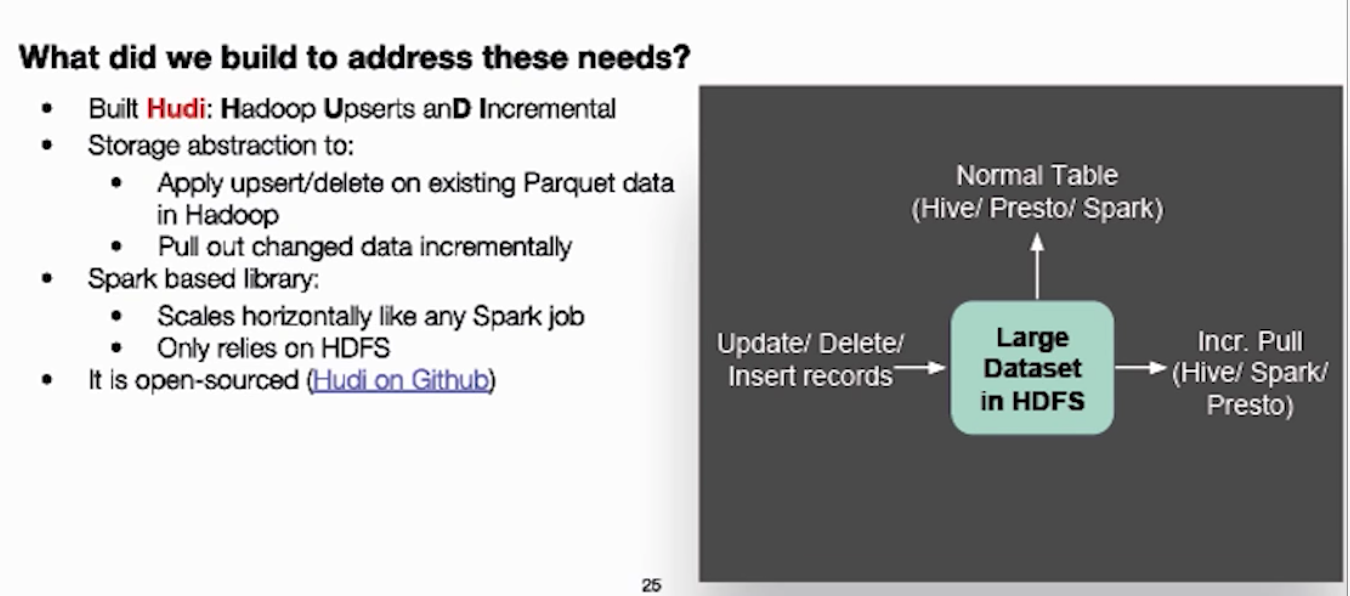 What did we build to address these needs?
• Built Hudi: Hadoop Upserts anD Incremental
• Storage abstraction to:
• Apply upsert/delete on existing Parquet data
in Hadoop
• Pull out changed data incrementally
• Spark based library:
• Scales horizontally like any Spark job
• Only relies on HDFS
• It is open-sourced (Hudi on Github)
Normal Table
(Hive/ Presto/ Spark)
Update/ Delete/
Insert records
Large
Dataset
in HDFS
Incr. Pull
(Hive/ Spark/
Presto)
25